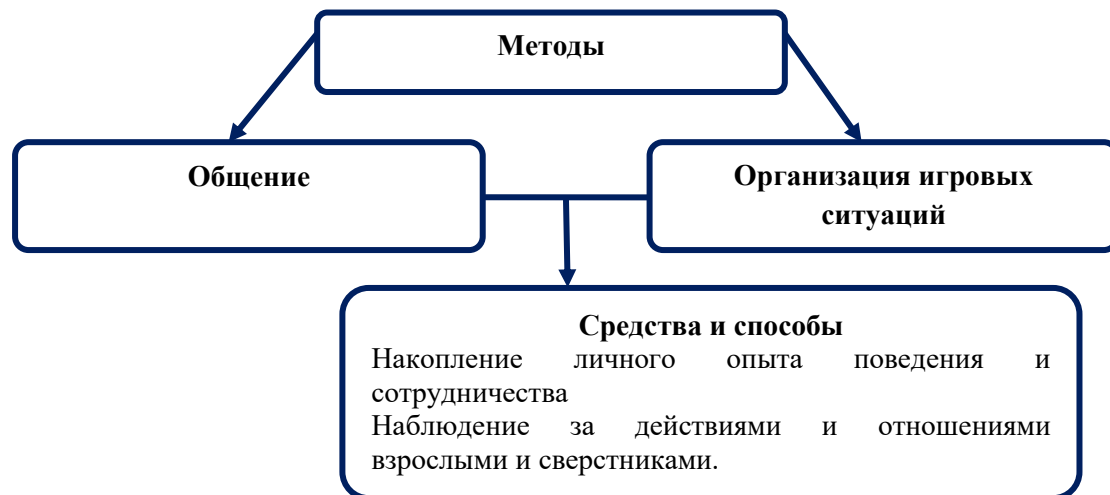 Методы
Общение
Организация игровых
ситуаций
Средства и способы
Накопление личного опыта поведения и
сотрудничества
Наблюдение за действиями и отношениями
взрослыми и сверстниками.